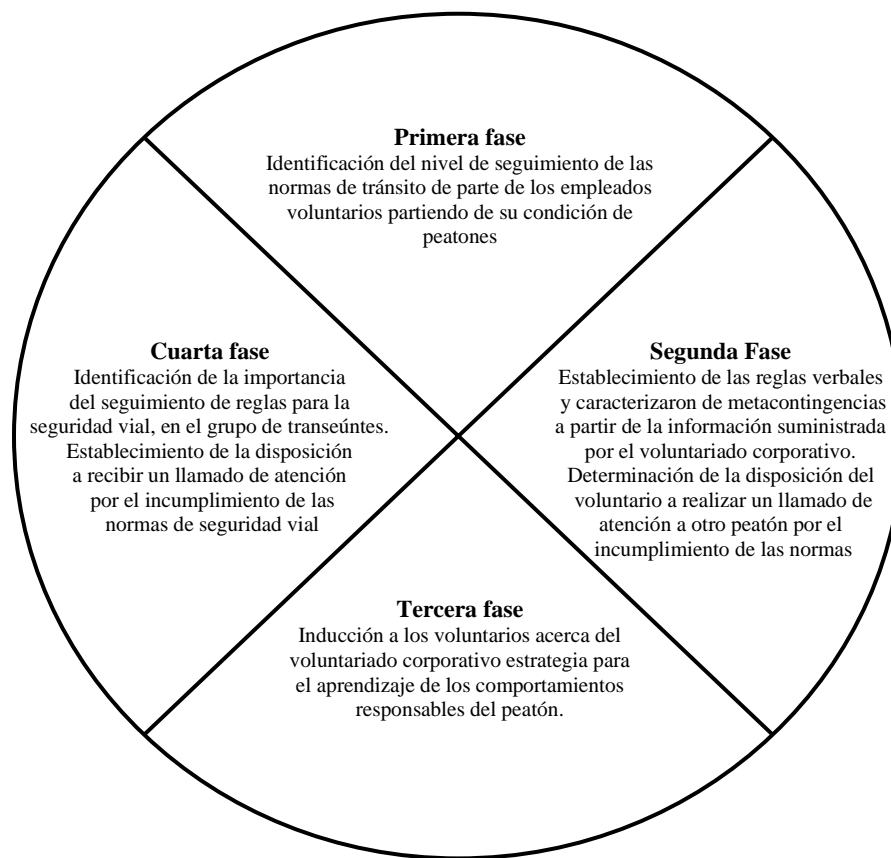 Primera fase
Identificación del nivel de seguimiento de las
normas de tránsito de parte de los empleados
voluntarios partiendo de su condición de
peatones
Segunda Fase
Establecimiento de las reglas verbales
y caracterizaron de metacontingencias
a partir de la información suministrada
por el voluntariado corporativo.
Determinación de la disposición del
voluntario a realizar un llamado de
atención a otro peatón por el
incumplimiento de las normas
Tercera fase
Inducción a los voluntarios acerca del
voluntariado corporativo estrategia para
el aprendizaje de los comportamientos
responsables del peatón.
Cuarta fase
Identificación de la importancia
del seguimiento de reglas para la
seguridad vial, en el grupo de transeúntes.
Establecimiento de la disposición
a recibir un llamado de atención
por el incumplimiento de las
normas de seguridad vial